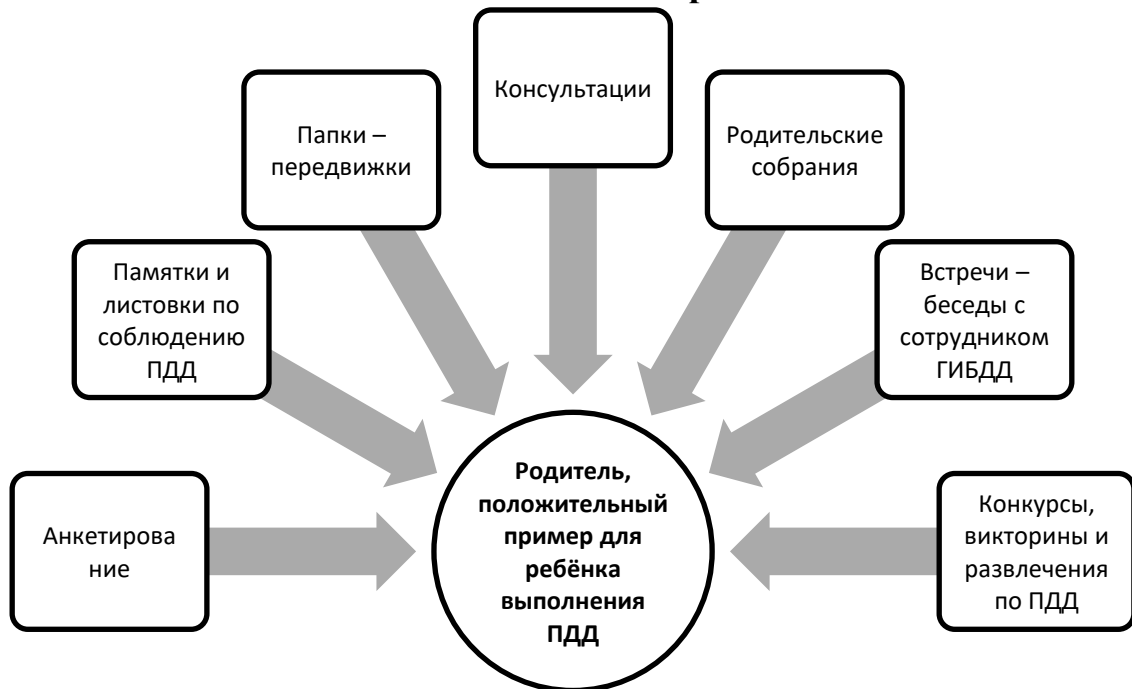 Консультации
Папки –
передвижки
Родительские
собрания
Памятки и
листовки по
соблюдению
ПДД
Встречи –
беседы с
сотрудником
ГИБДД
Анкетирова
ние
Родитель,
положительный
пример для
ребёнка
выполнения
ПДД
Конкурсы,
викторины и
развлечения
по ПДД